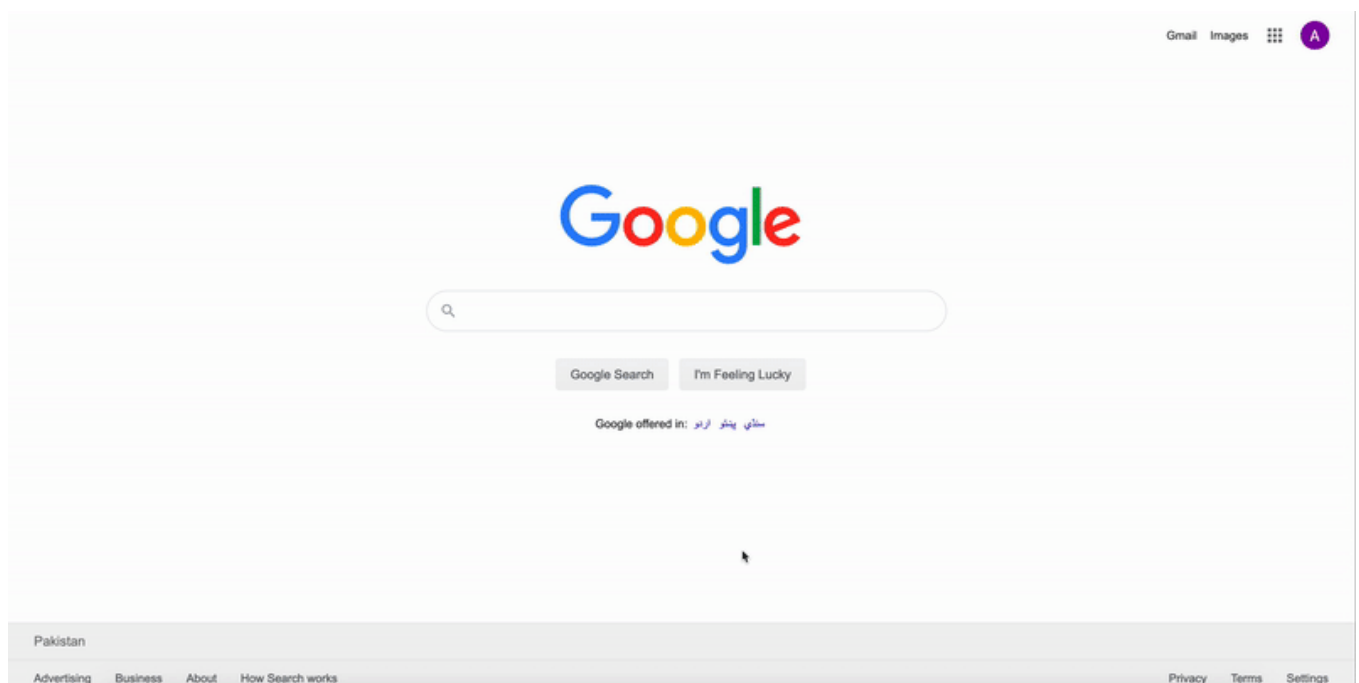 Gmail Images A
Google
Google Search I'm Feeling Lucky
Google offered in: اردو پښتو سنڌي
Pakistan
Advertising Business About How Search works Privacy Terms Settings